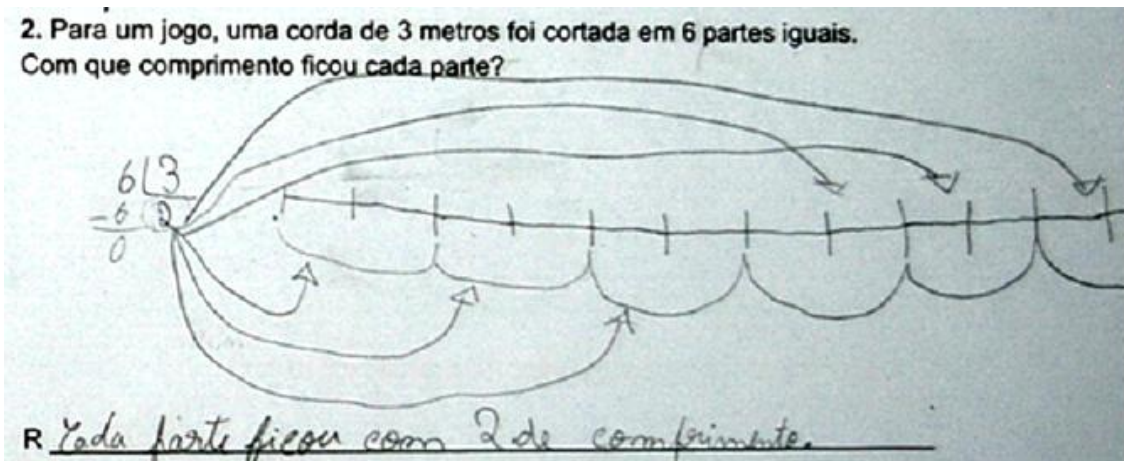 2. Para um jogo, uma corda de 3 metros foi cortada em 6 partes iguais.
Com que comprimento ficou cada parte?
6 3
- 6 2
0
R Cada parte ficou com 2 de comprimento.